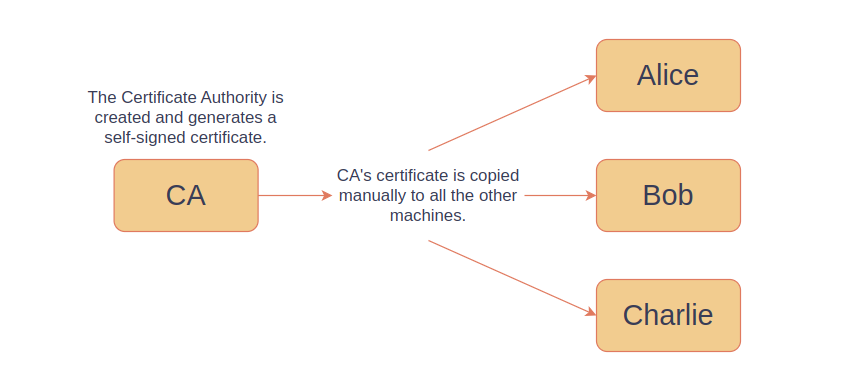 The Certificate Authority is
created and generates a
self-signed certificate.
CA
CA's certificate is copied
manually to all the other
machines.
Alice
Bob
Charlie